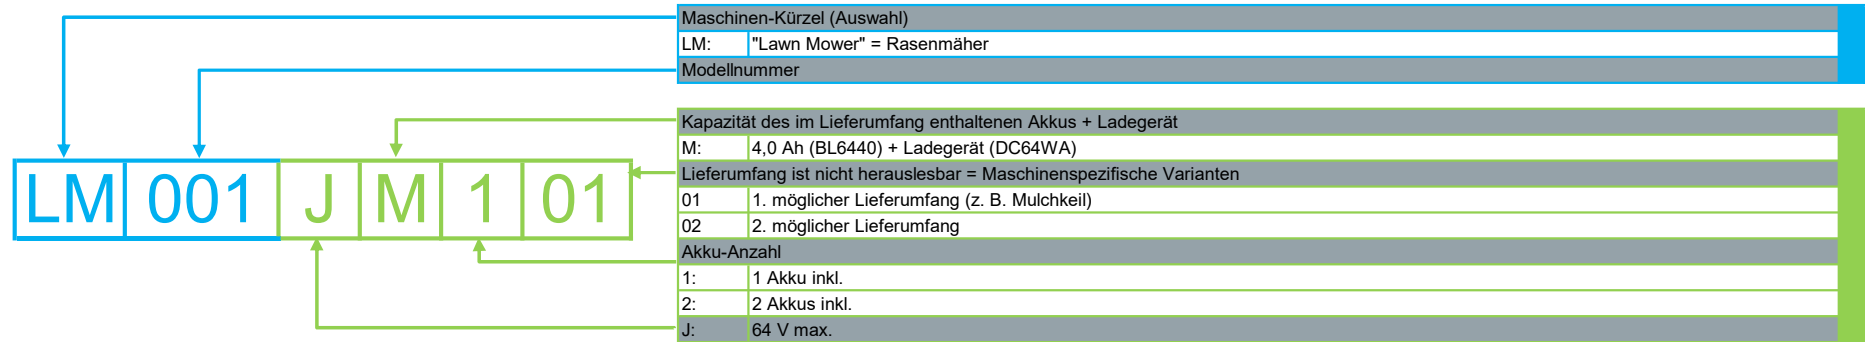 Maschinen-Kürzel (Auswahl)
LM: "Lawn Mower" = Rasenmäher
Modellnummer
Kapazität des im Lieferumfang enthaltenen Akkus + Ladegerät
M: 4,0 Ah (BL6440) + Ladegerät (DC64WA)
Lieferumfang ist nicht herauslesbar = Maschinenspezifische Varianten
01 1. möglicher Lieferumfang (z. B. Mulchkeil)
02 2. möglicher Lieferumfang
Akku-Anzahl
1: 1 Akku inkl.
2: 2 Akkus inkl.
J: 64 V max.
LM 001 J M 1 01